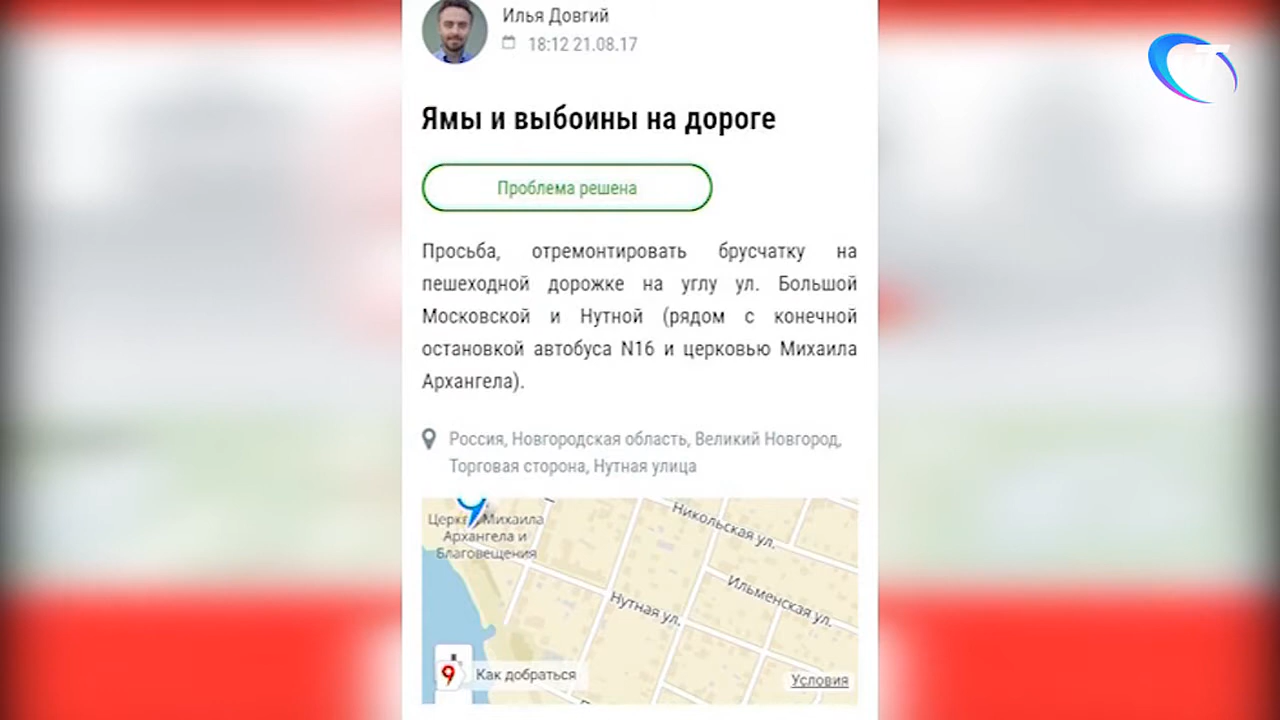 Илья Довгий
18:12 21.08.17
Т
Ямы и выбоины на дороге
Проблема решена
Просьба, отремонтировать брусчатку на
пешеходной дорожке на углу ул. Большой
Московской и Нутной (рядом с конечной
остановкой автобуса N16 и церковью Михаила
Архангела).
Россия, Новгородская область, Великий Новгород,
Торговая сторона, Нутная улица
Михаила
Архангела и
Благовещения
Никольская ул.
Ильменская ул.
Нутная ул.
Как добраться
Условия